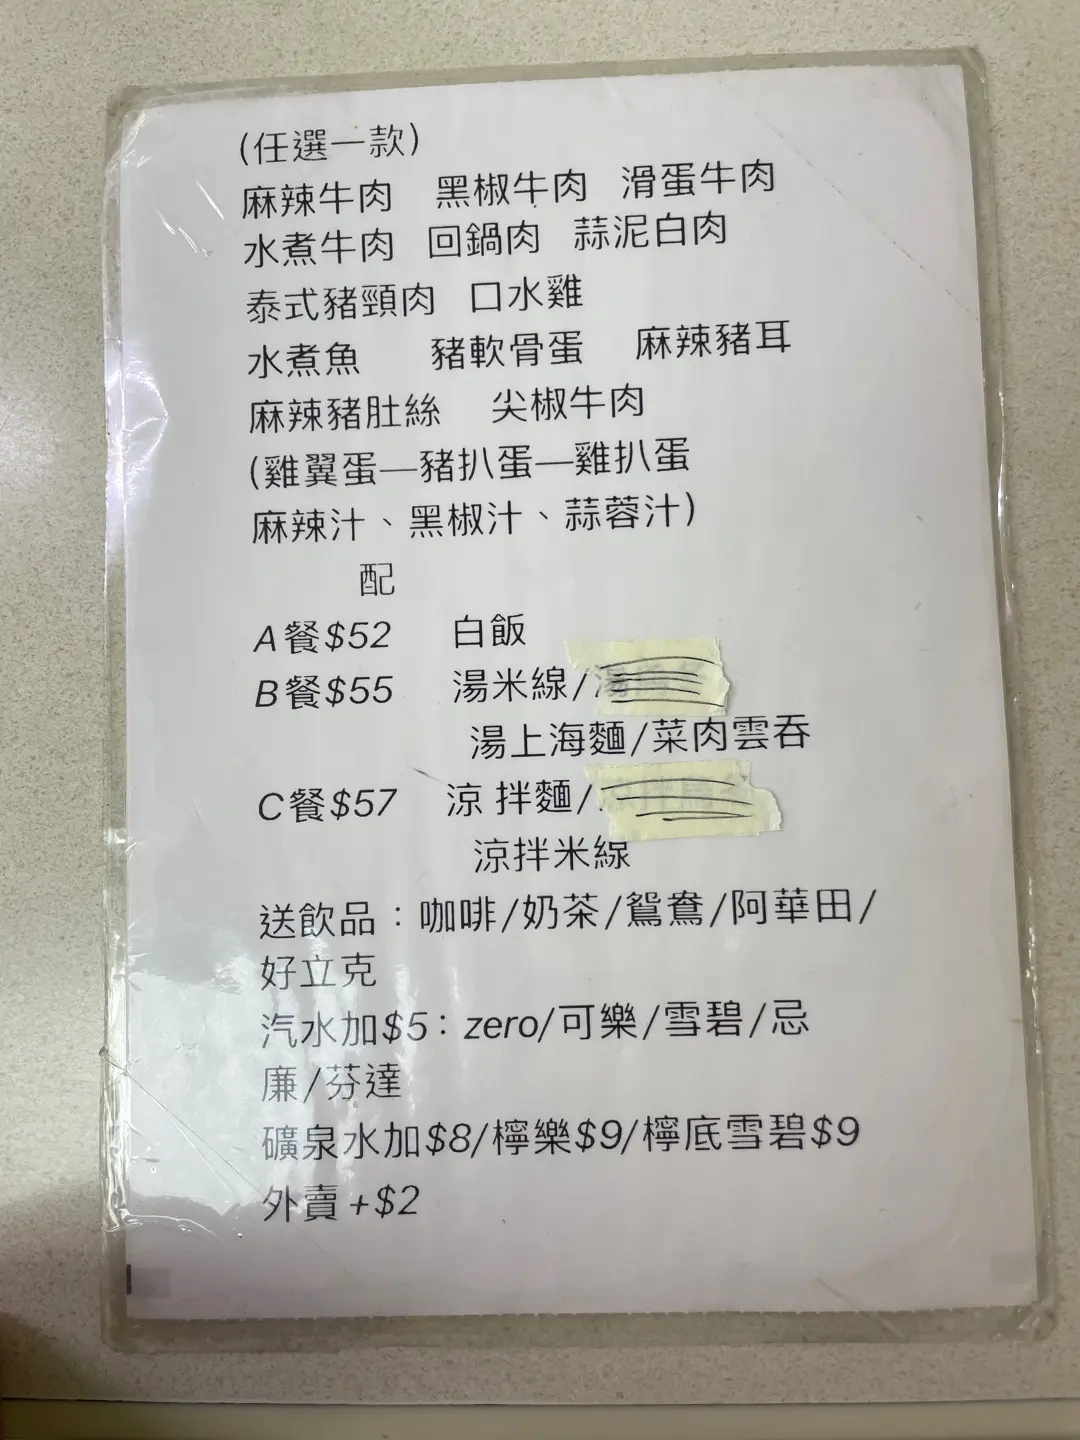 (任選一款)
麻辣牛肉 黑椒牛肉 滑蛋牛肉
水煮牛肉 回鍋肉 蒜泥白肉
泰式豬頸肉 口水雞
水煮魚 豬軟骨蛋 麻辣豬耳
麻辣豬肚絲 尖椒牛肉
(雞翼蛋—豬扒蛋—雞扒蛋
麻辣汁、黑椒汁、蒜蓉汁)
配
A餐$52 白飯
B餐$55 湯米線/
湯上海麵/菜肉雲吞
C餐$57 涼 拌麵/
涼拌米線
送飲品：咖啡/奶茶/鴛鴦/阿華田/
好立克
汽水加$5：zero/可樂/雪碧/忌
廉/芬達
礦泉水加$8/檸樂$9/檸底雪碧$9
外賣+$2